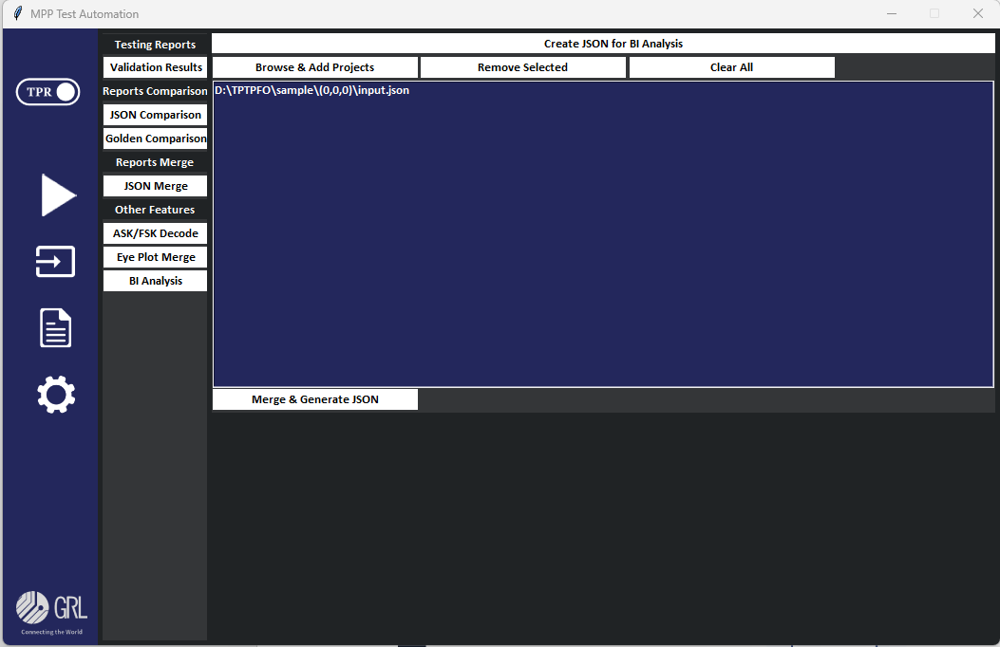 MPP Test Automation
TPR
Testing Reports
Validation Results
Reports Comparison
JSON Comparison
Golden Comparison
Reports Merge
JSON Merge
Other Features
ASK/FSK Decode
Eye Plot Merge
BI Analysis
Create JSON for BI Analysis
Browse & Add Projects
Remove Selected
Clear All
D:\TPTPFO\sample\(0,0,0)\input.json
Merge & Generate JSON
GRL
Connecting the World